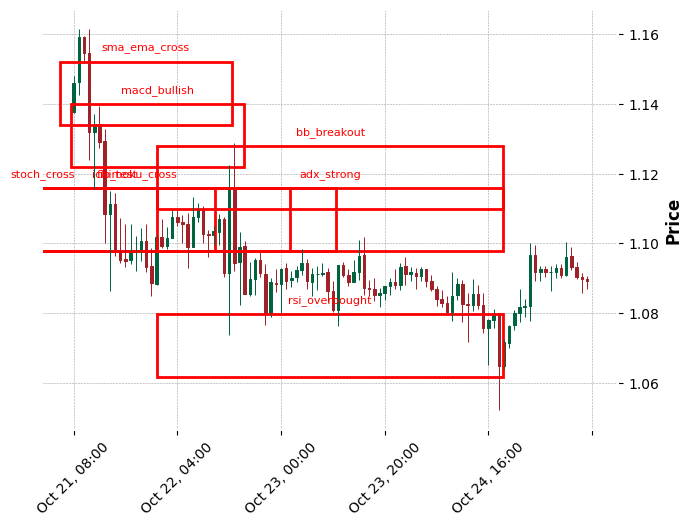 sma_ema_cross
macd_bullish
bb_breakout
stoch_cross
ichimoku_cross
adx_strong
rsi_overbought
1.16
1.14
1.12
1.10
1.08
1.06
Price
Oct 21, 08:00
Oct 22, 04:00
Oct 23, 00:00
Oct 23, 20:00
Oct 24, 16:00